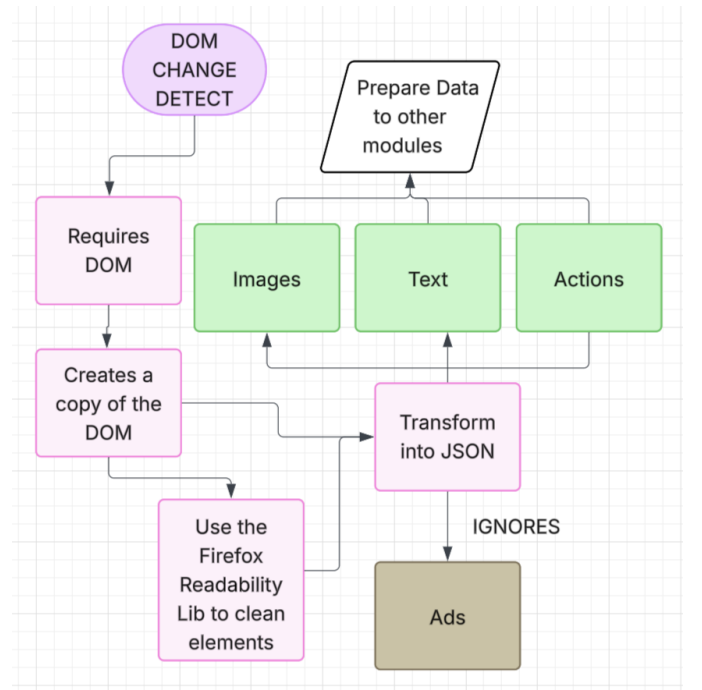 DOM
CHANGE
DETECT
Prepare Data
to other
modules
Requires
DOM
Images
Text
Actions
Creates a
copy of the
DOM
Transform
into JSON
Use the
Firefox
Readability
Lib to clean
elements
IGNORES
Ads